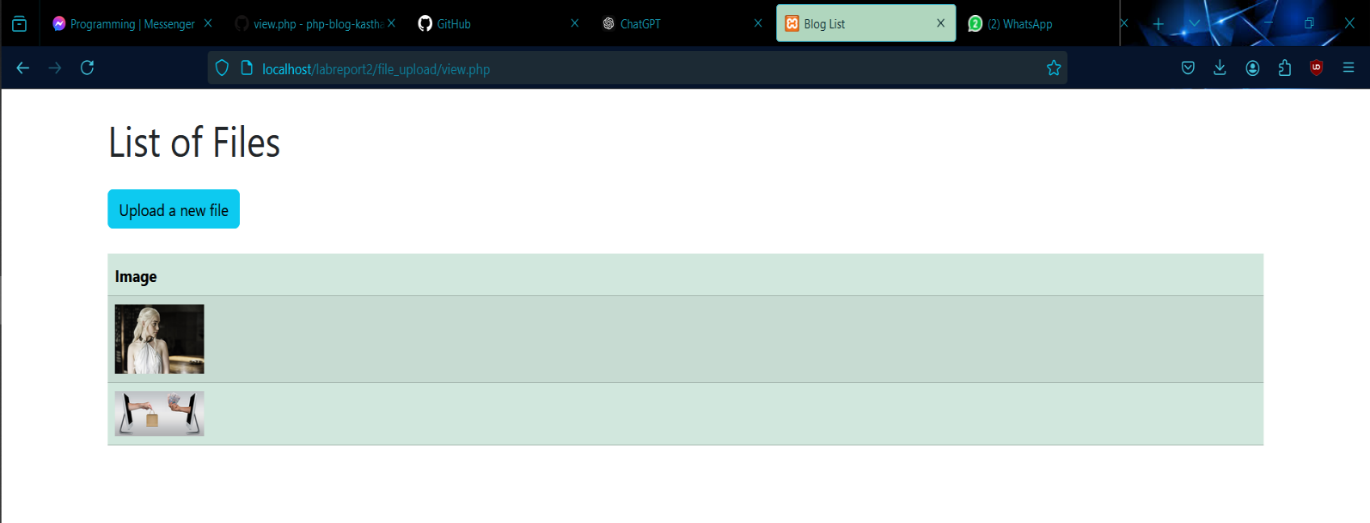 Programming | Messenger
view.php - php-blog-kastha
GitHub
ChatGPT
Blog List
(2) WhatsApp
localhost/labreport2/file_upload/view.php
List of Files
Upload a new file
Image